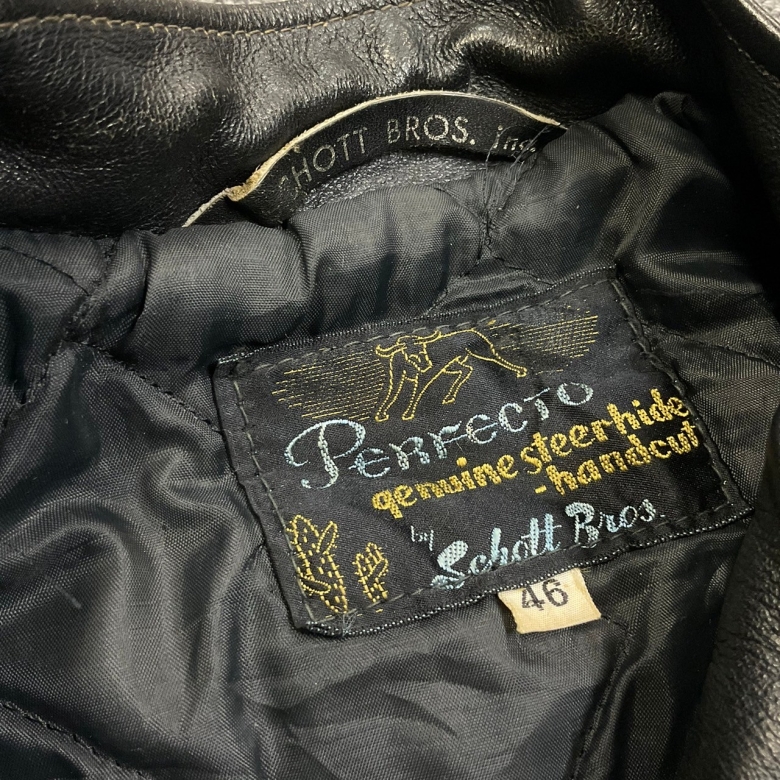 SCHOTT BROS. Inc.
PERFECTO
genuine steerhide
-handcut
by Schott Bros.
46